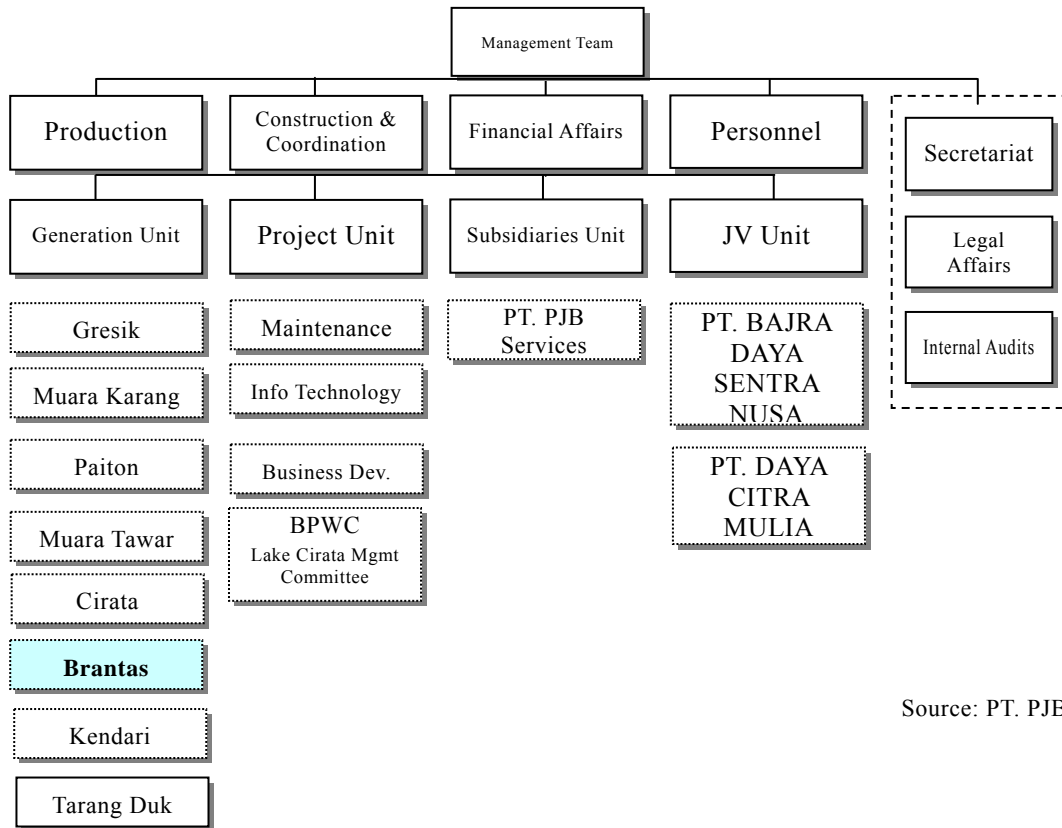 Management Team
Production
Construction &
Coordination
Financial Affairs
Personnel
Secretariat
Legal
Affairs
Internal Audits
Generation Unit
Project Unit
Subsidiaries Unit
JV Unit
Gresik
Muara Karang
Paiton
Muara Tawar
Cirata
Brantas
Kendari
Tarang Duk
Maintenance
Info Technology
Business Dev.
BPWC
Lake Cirata Mgmt
Committee
PT. PJB
Services
PT. BAJRA
DAYA
SENTRA
NUSA
PT. DAYA
CITRA
MULIA
Source: PT. PJB